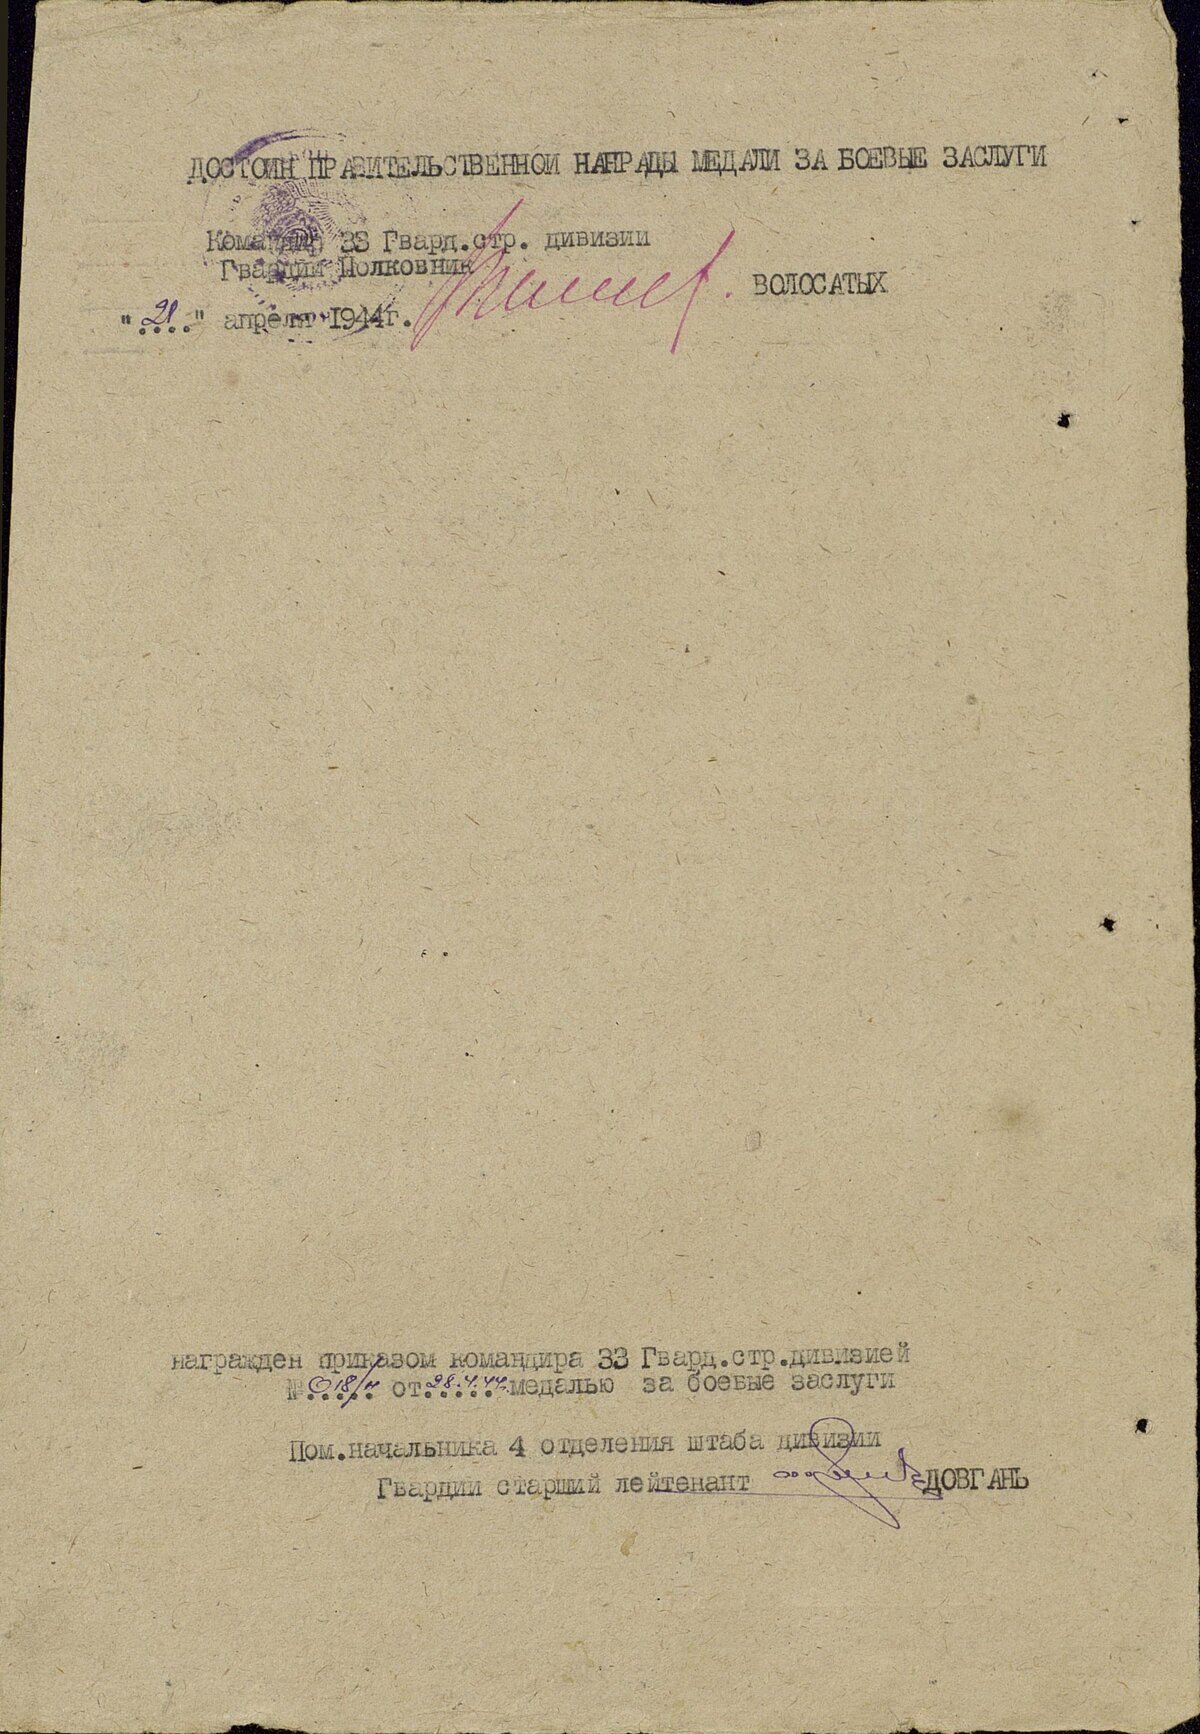 ДОСТОИН ПРАВИТЕЛЬСТВЕННОЙ НАГРАДЫ МЕДАЛИ ЗА БОЕВЫЕ ЗАСЛУГИ
Командир 33 Гвард.стр. дивизии
Гвардии Полковник
ВОЛОСАТЫХ
"21" апреля 1944г.
награжден приказом командира 33 Гвард.стр.дивизией
№ 018/н от 28.4.44г. медалью за боевые заслуги
Пом.начальника 4 отделения штаба дивизии
Гвардии старший лейтенант ДОВГАНЬ